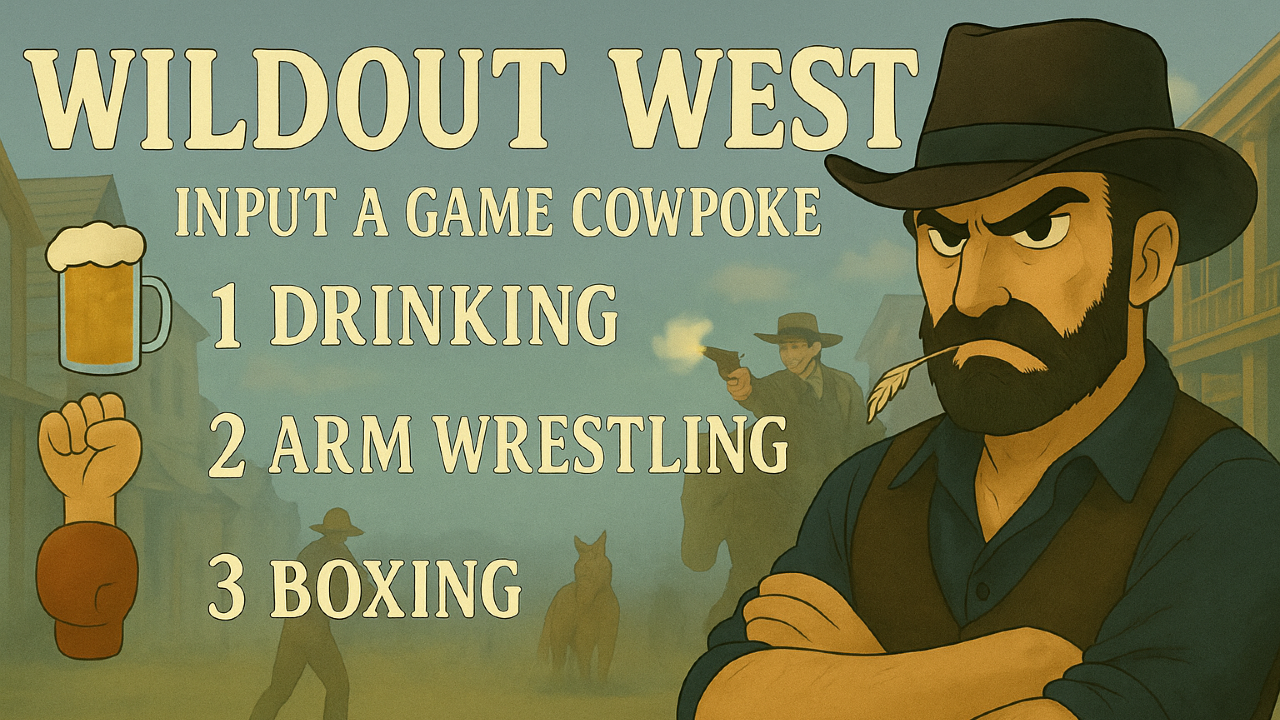 WILDOUT WEST
INPUT A GAME COWPOKE
1 DRINKING
2 ARM WRESTLING
3 BOXING